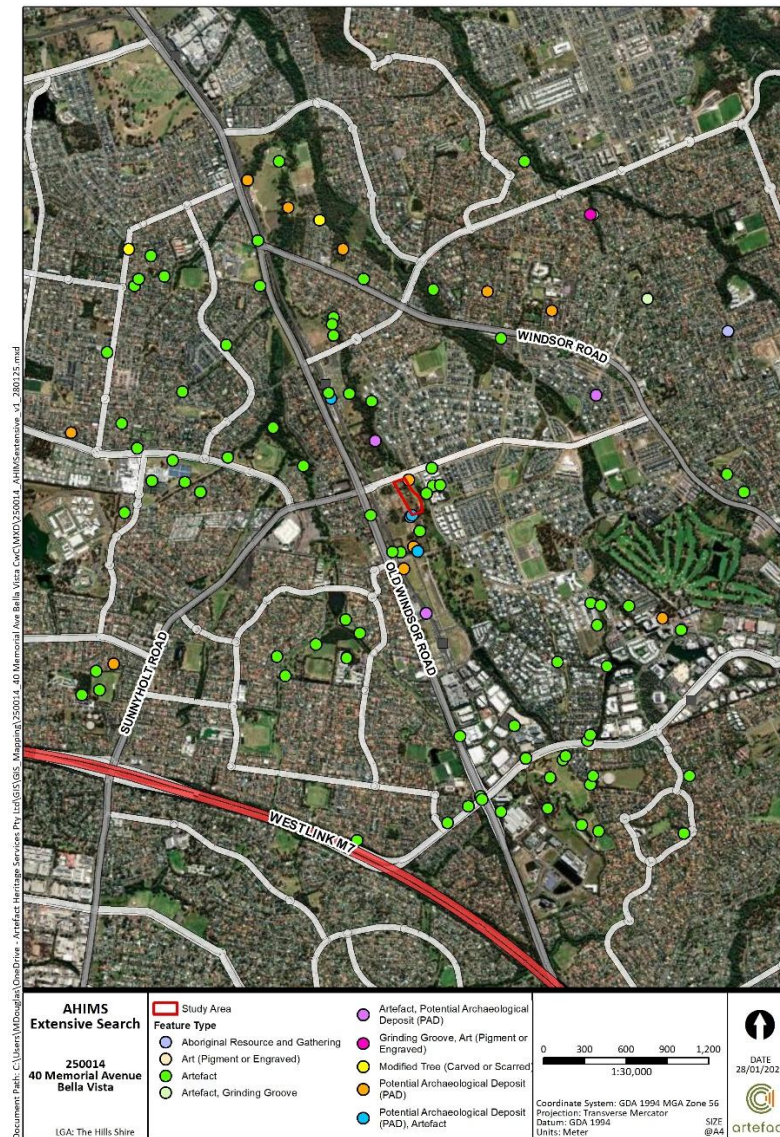 WINDSOR ROAD
OLD WINDSOR ROAD
SUNNYHOLT ROAD
WESTLINK M7
Document Path: C:\Users\MDouglas\OneDrive - Artefact Heritage Services Pty Ltd\GIS\GIS_Mapping\250014_40 Memorial Ave Bella Vista CwC\MXD\250014_AHIMSextensive_v1_280125.mxd
AHIMS
Extensive Search
250014
40 Memorial Avenue
Bella Vista
LGA: The Hills Shire
Study Area
Feature Type
Aboriginal Resource and Gathering
Art (Pigment or Engraved)
Artefact
Artefact, Grinding Groove
Artefact, Potential Archaeological
Deposit (PAD)
Grinding Groove, Art (Pigment or
Engraved)
Modified Tree (Carved or Scarred)
Potential Archaeological Deposit
(PAD)
Potential Archaeological Deposit
(PAD), Artefact
0 300 600 900 1,200
1:30,000
Coordinate System: GDA 1994 MGA Zone 56
Projection: Transverse Mercator
Datum: GDA 1994
Units: Meter
SIZE
@A4
DATE
28/01/202
artefac